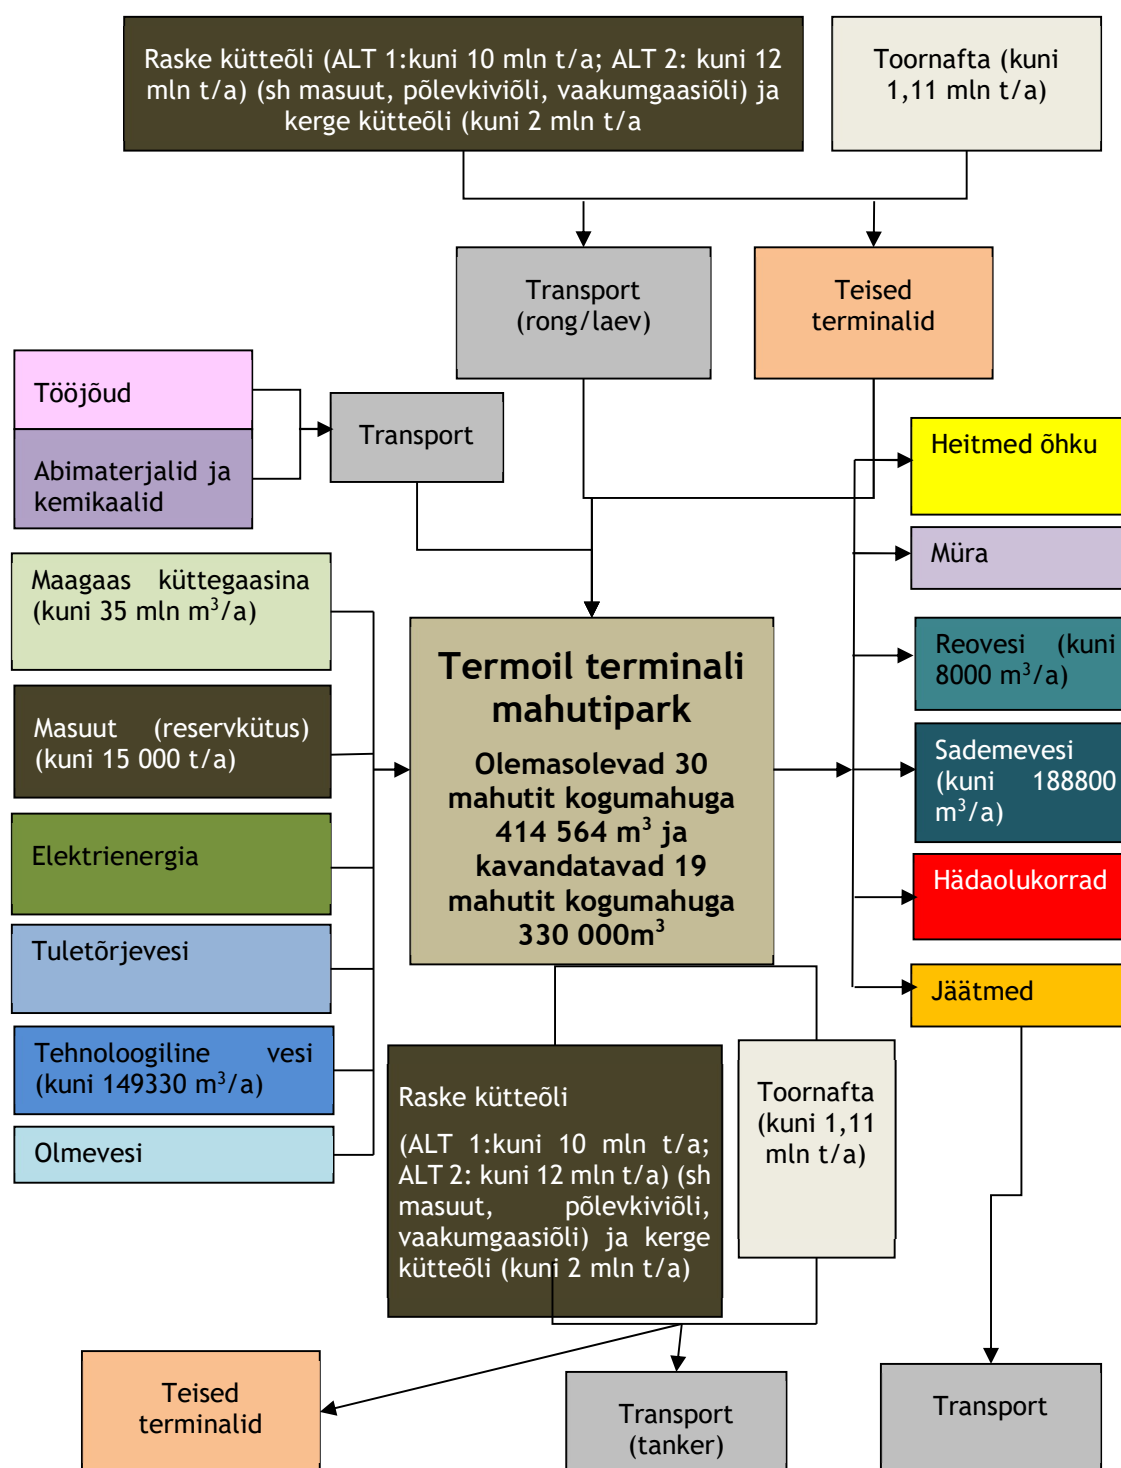 Raske kütteõli (ALT 1:kuni 10 mln t/a; ALT 2: kuni 12
mln t/a) (sh masuut, põlevkiviõli, vaakumgaasiõli) ja
kerge kütteõli (kuni 2 mln t/a
Toornafta (kuni
1,11 mln t/a)
Transport
(rong/laev)
Teised
terminalid
Tööjõud
Abimaterjalid ja
kemikaalid
Transport
Heitmed õhku
Müra
Maagaas küttegaasina
(kuni 35 mln m³/a)
Masuut (reservkütus)
(kuni 15 000 t/a)
Elektrienergia
Tuletõrjevesi
Tehnoloogiline vesi
(kuni 149330 m³/a)
Olmevesi
Termoil terminali
mahutipark
Olemasolevad 30
mahutit kogumahuga
414 564 m³ ja
kavandatavad 19
mahutit kogumahuga
330 000m³
Reovesi (kuni
8000 m³/a)
Sademevesi
(kuni 188800
m³/a)
Hädaolukorrad
Jäätmed
Raske kütteõli
(ALT 1:kuni 10 mln t/a;
ALT 2: kuni 12 mln t/a) (sh
masuut, põlevkiviõli,
vaakumgaasiõli) ja kerge
kütteõli (kuni 2 mln t/a)
Toornafta
(kuni 1,11
mln t/a)
Teised
terminalid
Transport
(tanker)
Transport